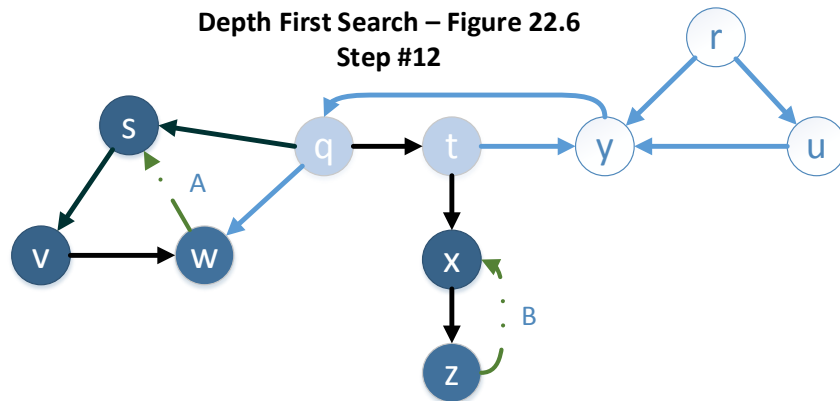 Depth First Search – Figure 22.6
Step #12
r
s
q
t
y
u
A
v
w
x
B
z